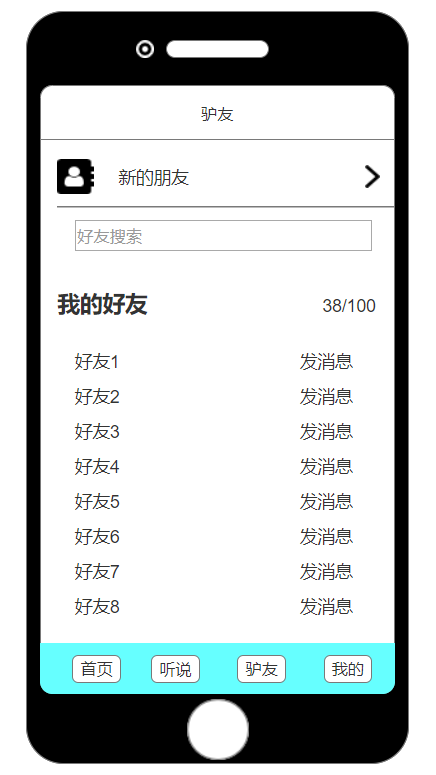 驴友
新的朋友
好友搜索
我的好友 38/100
好友1 发消息
好友2 发消息
好友3 发消息
好友4 发消息
好友5 发消息
好友6 发消息
好友7 发消息
好友8 发消息
首页 听说 驴友 我的